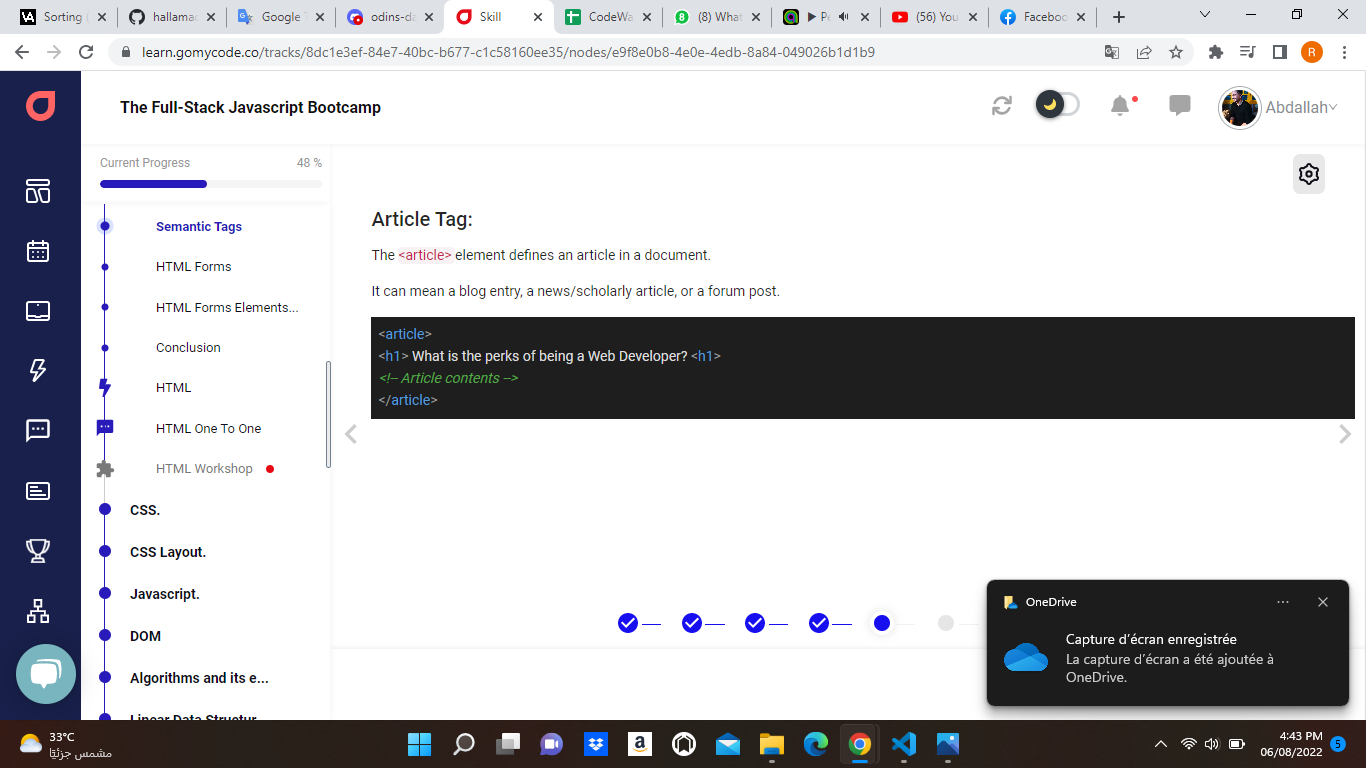 Sorting
hallamac
Google T
odins-da
Skill
CodeWa
(8) What
Pe
(56) You
Faceboo
learn.gomycode.co/tracks/8dc1e3ef-84e7-40bc-b677-c1c58160ee35/nodes/e9f8e0b8-4e0e-4edb-8a84-049026b1d1b9
R
The Full-Stack Javascript Bootcamp
Abdallah
Current Progress 48 %
Semantic Tags
HTML Forms
HTML Forms Elements...
Conclusion
HTML
HTML One To One
HTML Workshop
CSS.
CSS Layout.
Javascript.
DOM
Algorithms and its e...
Linear Data Structur
Article Tag:
The <article> element defines an article in a document.
It can mean a blog entry, a news/scholarly article, or a forum post.
<article>
<h1> What is the perks of being a Web Developer? <h1>
<!-- Article contents -->
</article>
OneDrive
Capture d'écran enregistrée
La capture d'écran a été ajoutée à
OneDrive.
33°C
مشمس جزئيًا
4:43 PM
06/08/2022
5